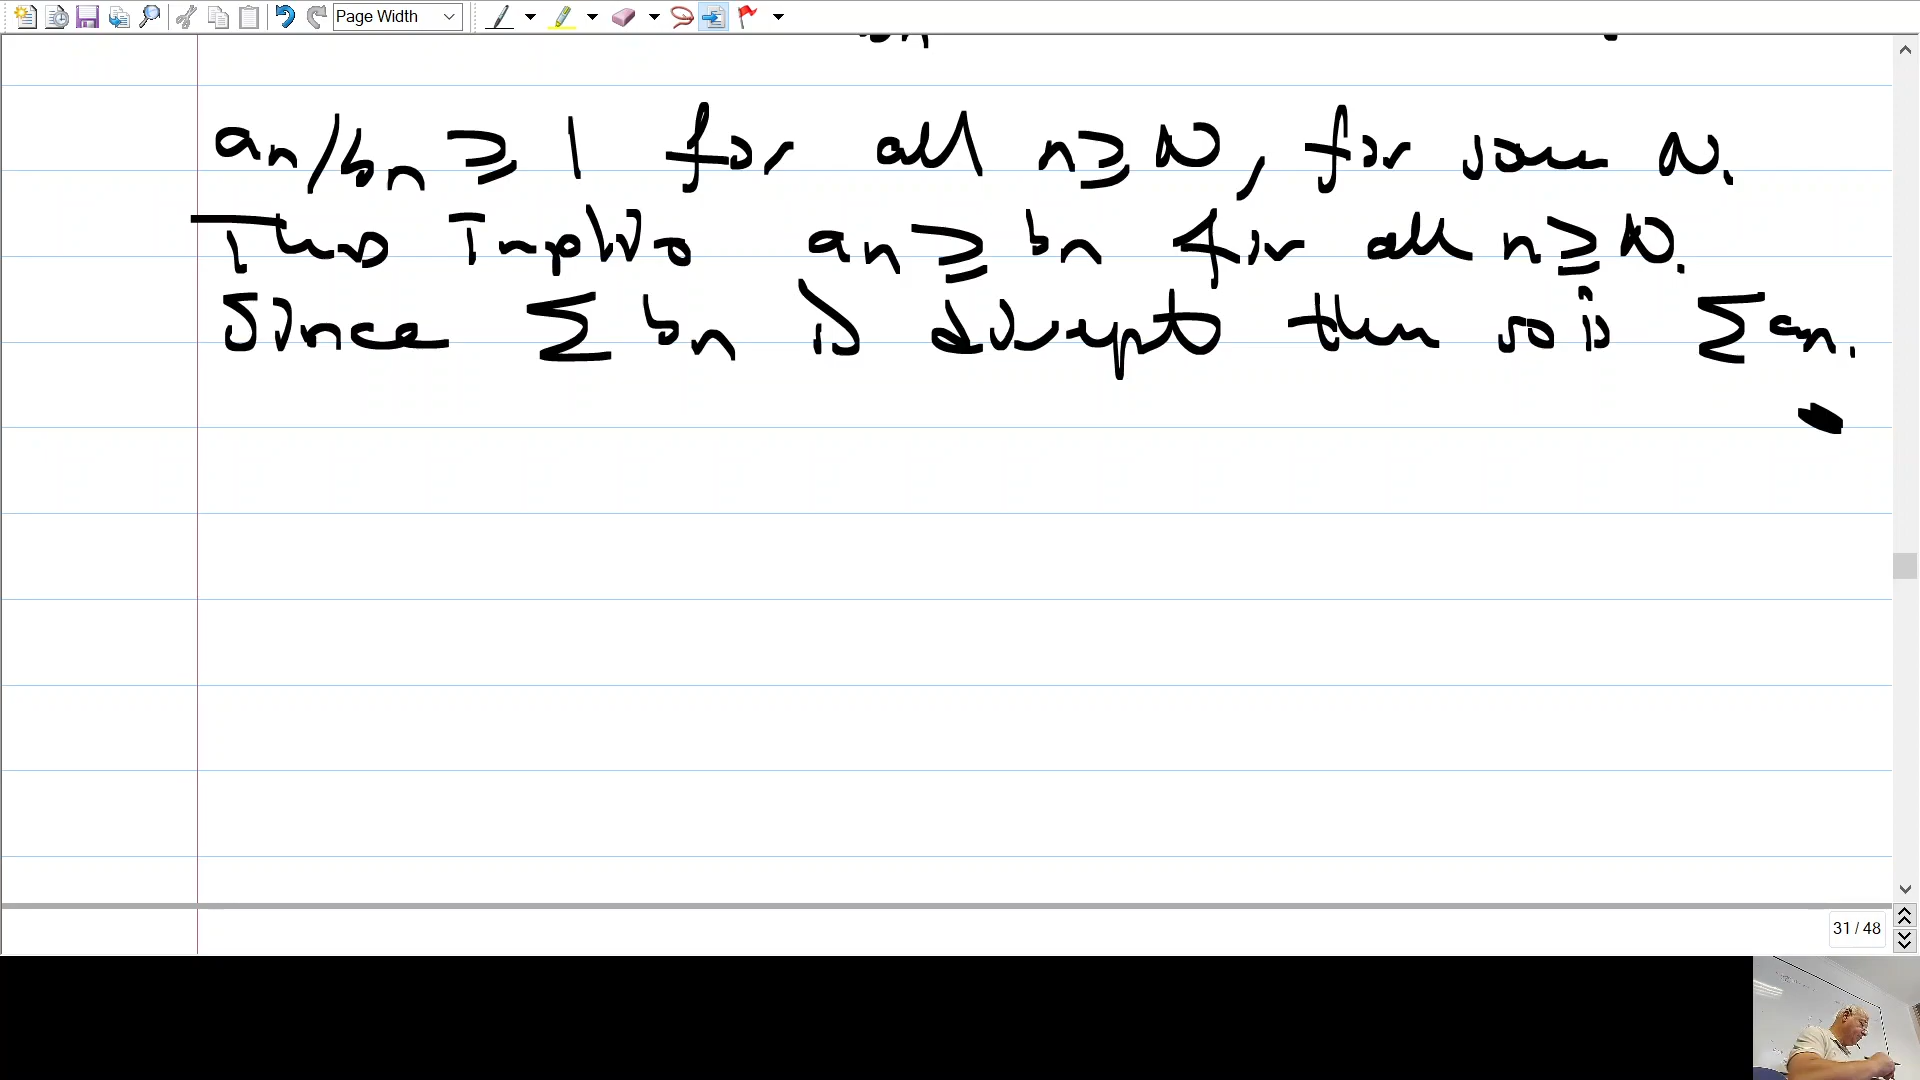 Page Width
an/bn ≥ 1 for all n ≥ N, for some N.
This implies an ≥ bn for all n ≥ N.
Since Σ bn is divergent then so is Σ an.
31 / 48